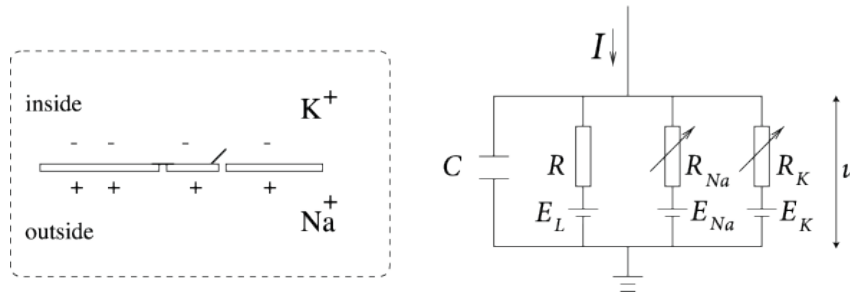 inside
K+
- - - -
+ + + +
outside
Na+
I
C
R
R_Na
R_K
u
E_L
E_Na
E_K